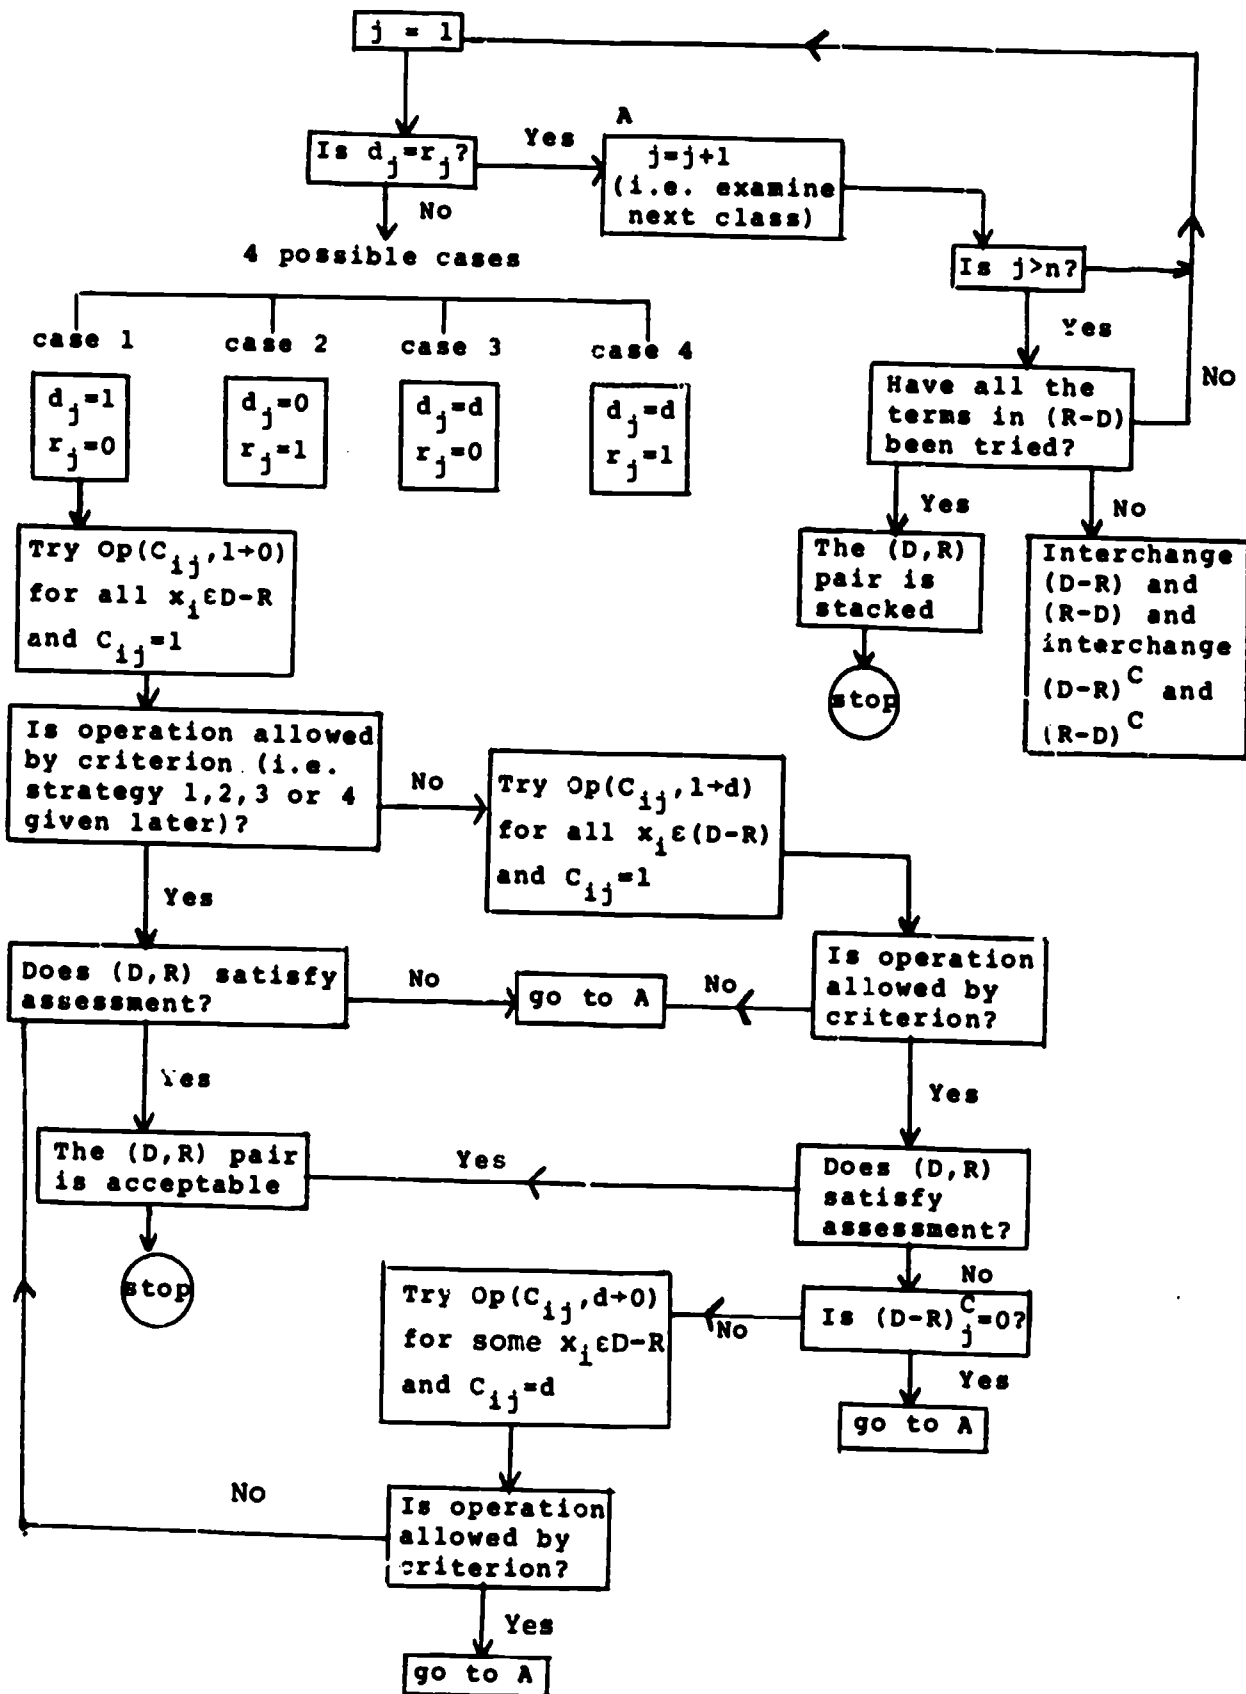 j = 1
Is d_j=r_j?
Yes
A
j=j+1
(i.e. examine
next class)
No
4 possible cases
Is j>n?
Yes
No
case 1
case 2
case 3
case 4
d_j=1
r_j=0
d_j=0
r_j=1
d_j=d
r_j=0
d_j=d
r_j=1
Have all the
terms in (R-D)
been tried?
Yes
No
The (D,R)
pair is
stacked
stop
Interchange
(D-R) and
(R-D) and
interchange
(D-R)^C and
(R-D)^C
Try Op(C_ij,1→0)
for all x_iεD-R
and C_ij=1
Is operation allowed
by criterion (i.e.
strategy 1,2,3 or 4
given later)?
No
Try Op(C_ij,1→d)
for all x_iε(D-R)
and C_ij=1
Yes
Does (D,R) satisfy
assessment?
No
go to A
No
Is operation
allowed by
criterion?
Yes
Yes
The (D,R) pair
is acceptable
Yes
Does (D,R)
satisfy
assessment?
stop
No
Try Op(C_ij,d→0)
for some x_iεD-R
and C_ij=d
No
Is (D-R)_j^C=0?
Yes
go to A
No
Is operation
allowed by
criterion?
Yes
go to A